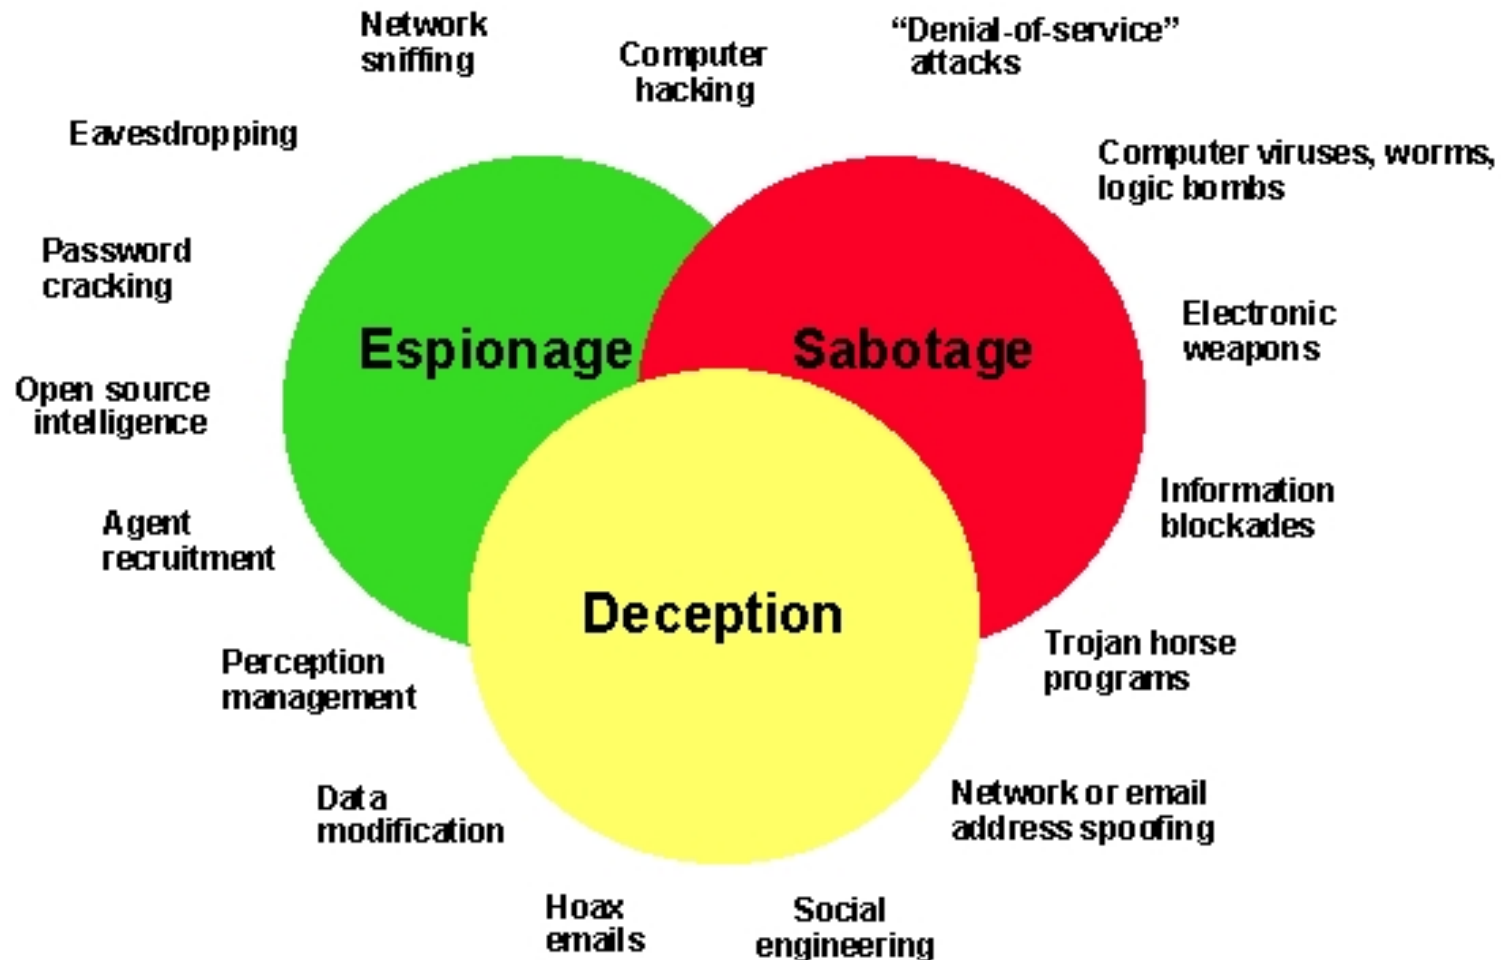 Network
sniffing
Computer
hacking
“Denial-of-service”
attacks
Eavesdropping
Computer viruses, worms,
logic bombs
Password
cracking
Electronic
weapons
Espionage
Sabotage
Open source
intelligence
Information
blockades
Agent
recruitment
Deception
Trojan horse
programs
Perception
management
Data
modification
Network or email
address spoofing
Hoax
emails
Social
engineering